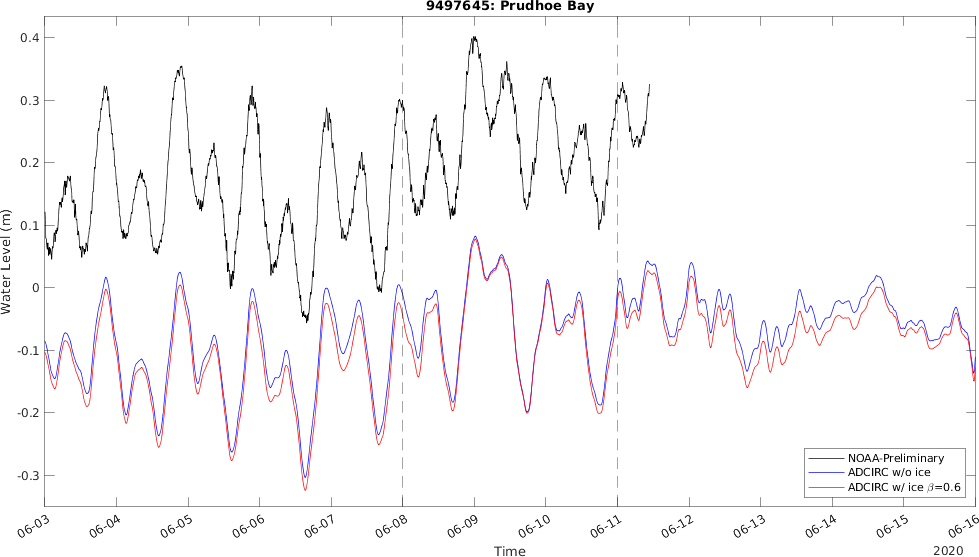 9497645: Prudhoe Bay
Water Level (m)
0.4
0.3
0.2
0.1
0
-0.1
-0.2
-0.3
NOAA-Preliminary
ADCIRC w/o ice
ADCIRC w/ ice β=0.6
06-03 06-04 06-05 06-06 06-07 06-08 06-09 06-10 06-11 06-12 06-13 06-14 06-15 06-16
Time
2020